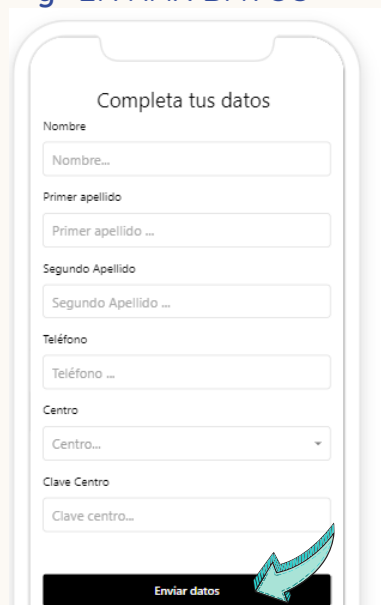 Completa tus datos
Nombre
Nombre...
Primer apellido
Primer apellido ...
Segundo Apellido
Segundo Apellido ...
Teléfono
Teléfono ...
Centro
Centro...
Clave Centro
Clave centro...
Enviar datos